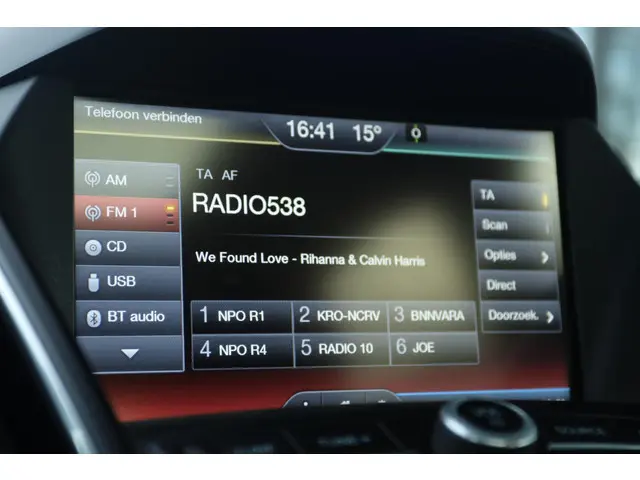 Telefoon verbinden
16:41 15°
AM
FM 1
CD
USB
BT audio
TA AF
RADIO538
We Found Love - Rihanna & Calvin Harris
1 NPO R1 2 KRO-NCRV 3 BNNVARA
4 NPO R4 5 RADIO 10 6 JOE
TA
Scan
Opties
Direct
Doorzoek.